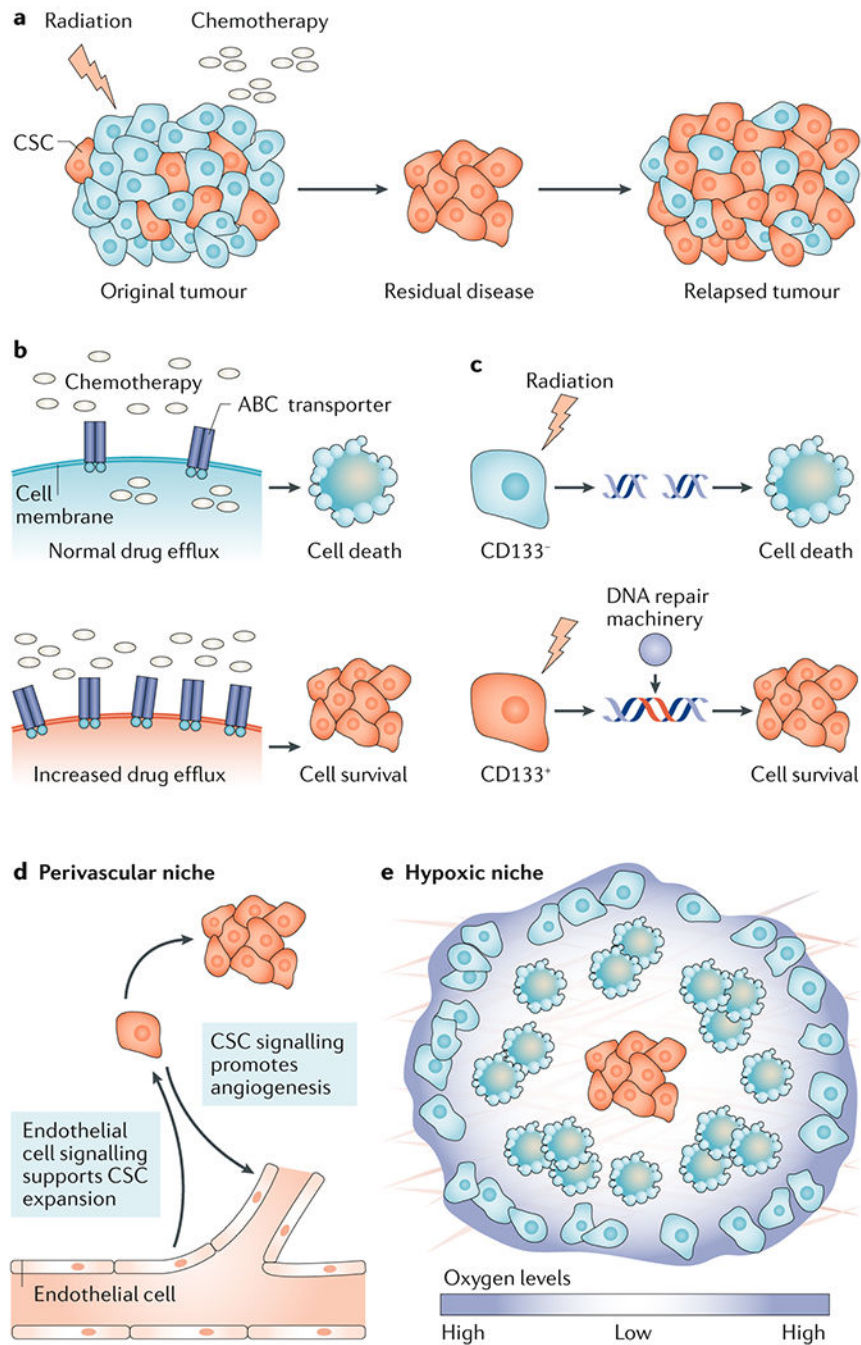 a
Radiation
Chemotherapy
CSC
Original tumour
Residual disease
Relapsed tumour
b
Chemotherapy
ABC transporter
Cell
membrane
Normal drug efflux
Cell death
Increased drug efflux
Cell survival
c
Radiation
CD133⁻
Cell death
DNA repair
machinery
CD133⁺
Cell survival
d Perivascular niche
CSC signalling
promotes
angiogenesis
Endothelial
cell signalling
supports CSC
expansion
Endothelial cell
e Hypoxic niche
Oxygen levels
High
Low
High